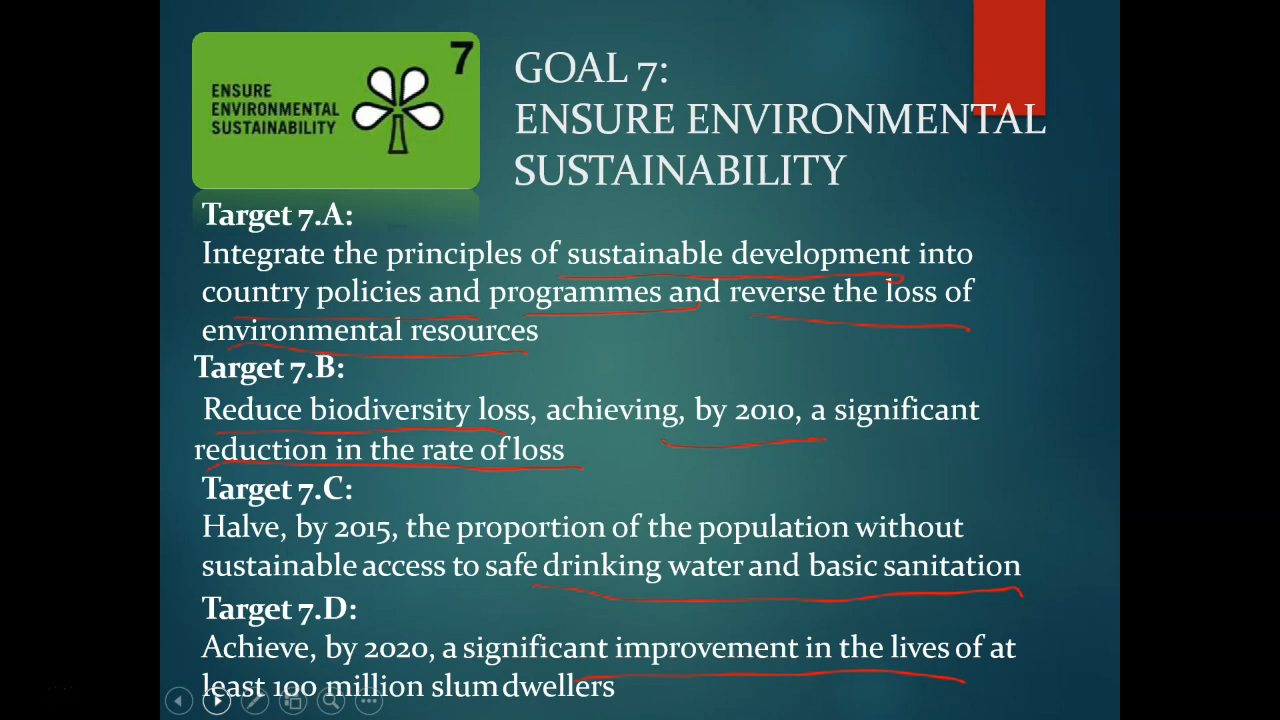 7
ENSURE
ENVIRONMENTAL
SUSTAINABILITY
GOAL 7:
ENSURE ENVIRONMENTAL
SUSTAINABILITY
Target 7.A:
Integrate the principles of sustainable development into
country policies and programmes and reverse the loss of
environmental resources
Target 7.B:
Reduce biodiversity loss, achieving, by 2010, a significant
reduction in the rate of loss
Target 7.C:
Halve, by 2015, the proportion of the population without
sustainable access to safe drinking water and basic sanitation
Target 7.D:
Achieve, by 2020, a significant improvement in the lives of at
least 100 million slum dwellers